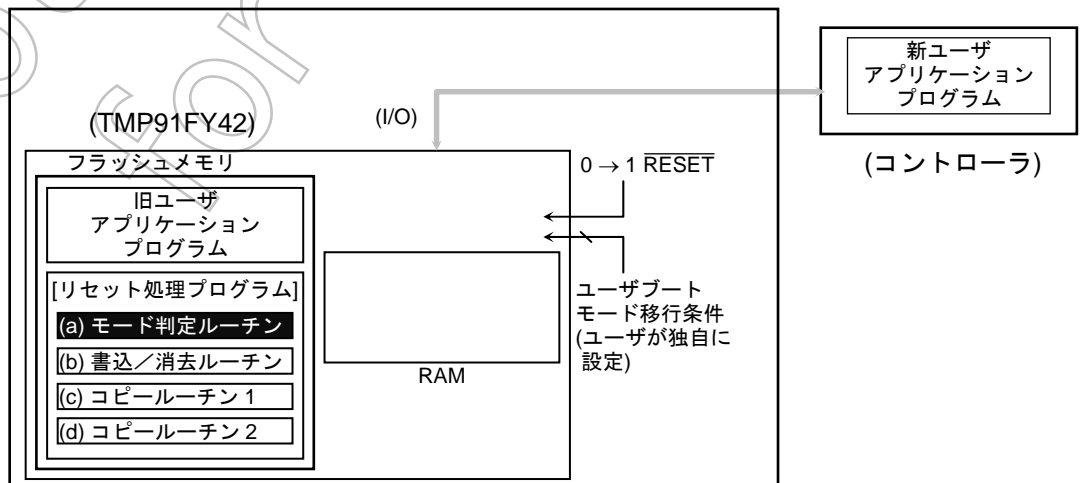 新ユーザ
アプリケーション
プログラム
(コントローラ)
(TMP91FY42)
(I/O)
フラッシュメモリ
旧ユーザ
アプリケーション
プログラム
[リセット処理プログラム]
(a) モード判定ルーチン
(b) 書込／消去ルーチン
(c) コピールーチン 1
(d) コピールーチン 2
RAM
0 → 1 RESET
ユーザブート
モード移行条件
(ユーザが独自に
設定)
for